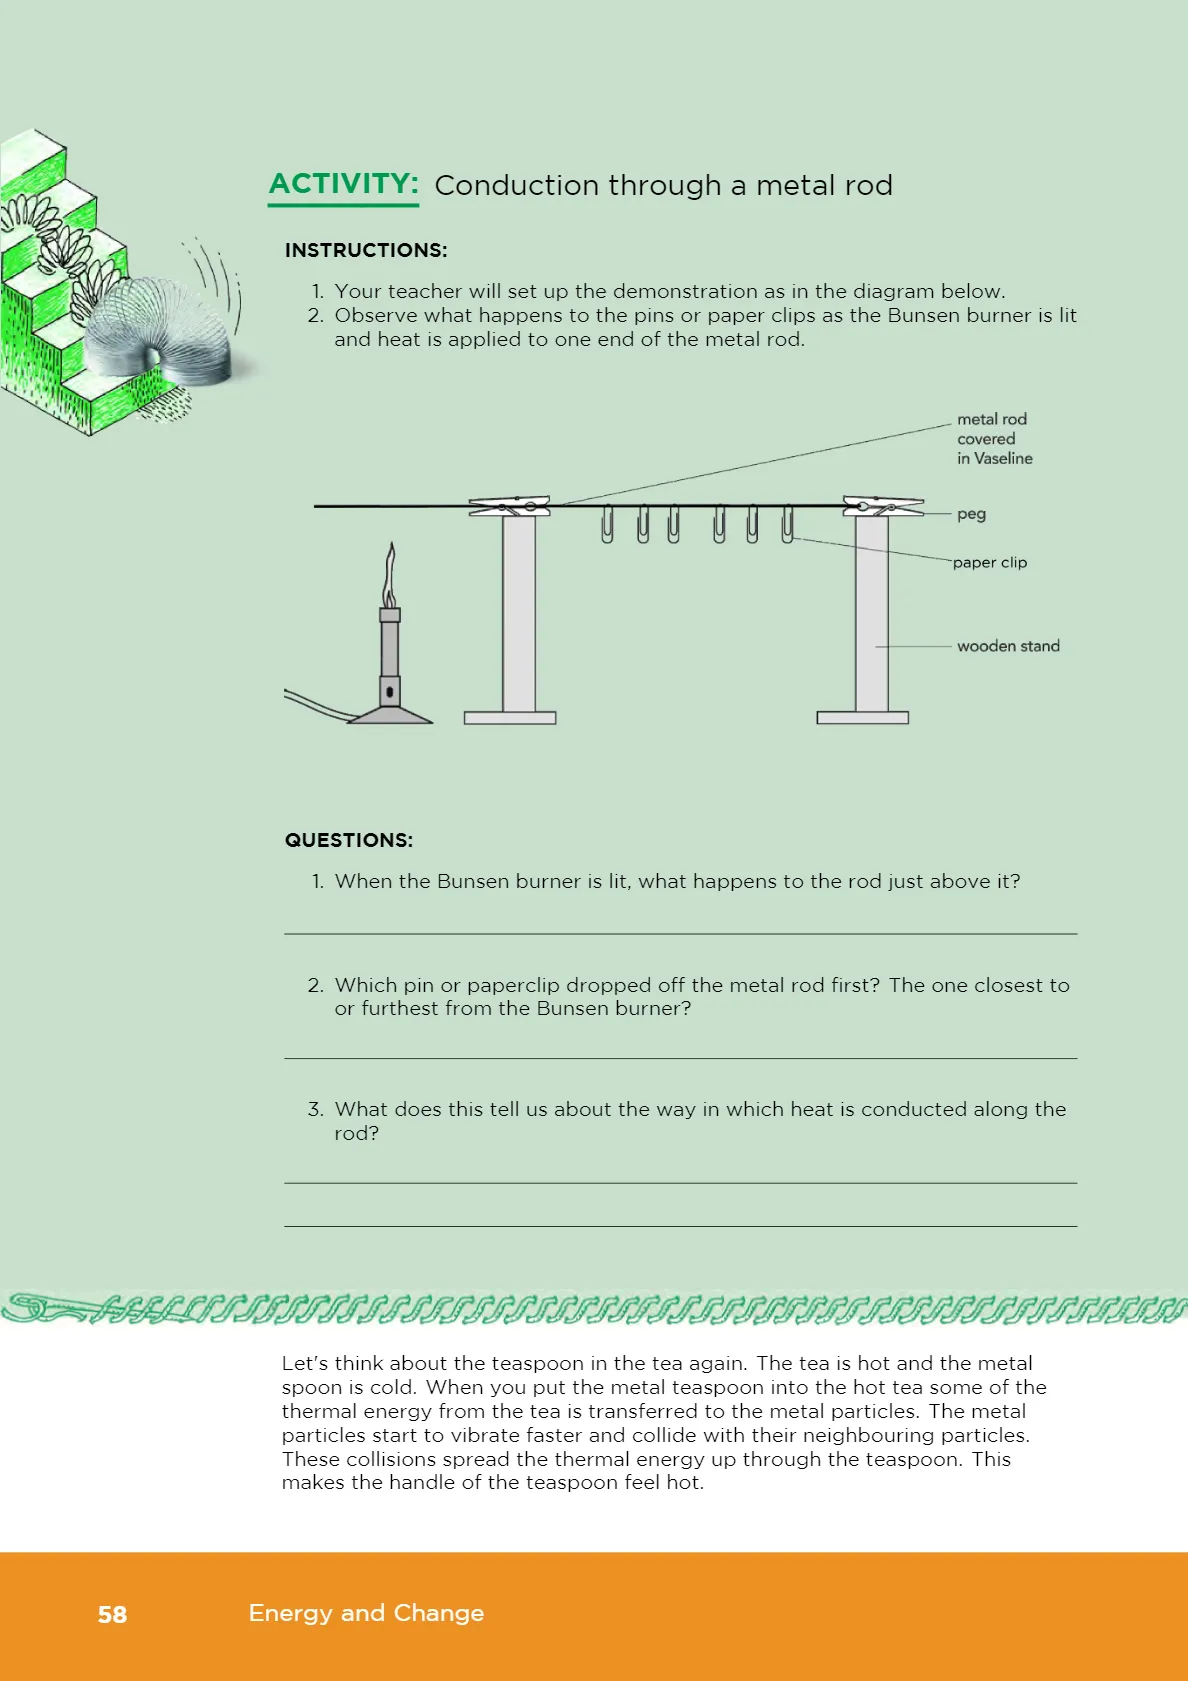 ACTIVITY: Conduction through a metal rod
INSTRUCTIONS:
1. Your teacher will set up the demonstration as in the diagram below.
2. Observe what happens to the pins or paper clips as the Bunsen burner is lit
and heat is applied to one end of the metal rod.
metal rod
covered
in Vaseline
peg
paper clip
wooden stand
QUESTIONS:
1. When the Bunsen burner is lit, what happens to the rod just above it?
2. Which pin or paperclip dropped off the metal rod first? The one closest to
or furthest from the Bunsen burner?
3. What does this tell us about the way in which heat is conducted along the
rod?
Let's think about the teaspoon in the tea again. The tea is hot and the metal
spoon is cold. When you put the metal teaspoon into the hot tea some of the
thermal energy from the tea is transferred to the metal particles. The metal
particles start to vibrate faster and collide with their neighbouring particles.
These collisions spread the thermal energy up through the teaspoon. This
makes the handle of the teaspoon feel hot.
58 Energy and Change